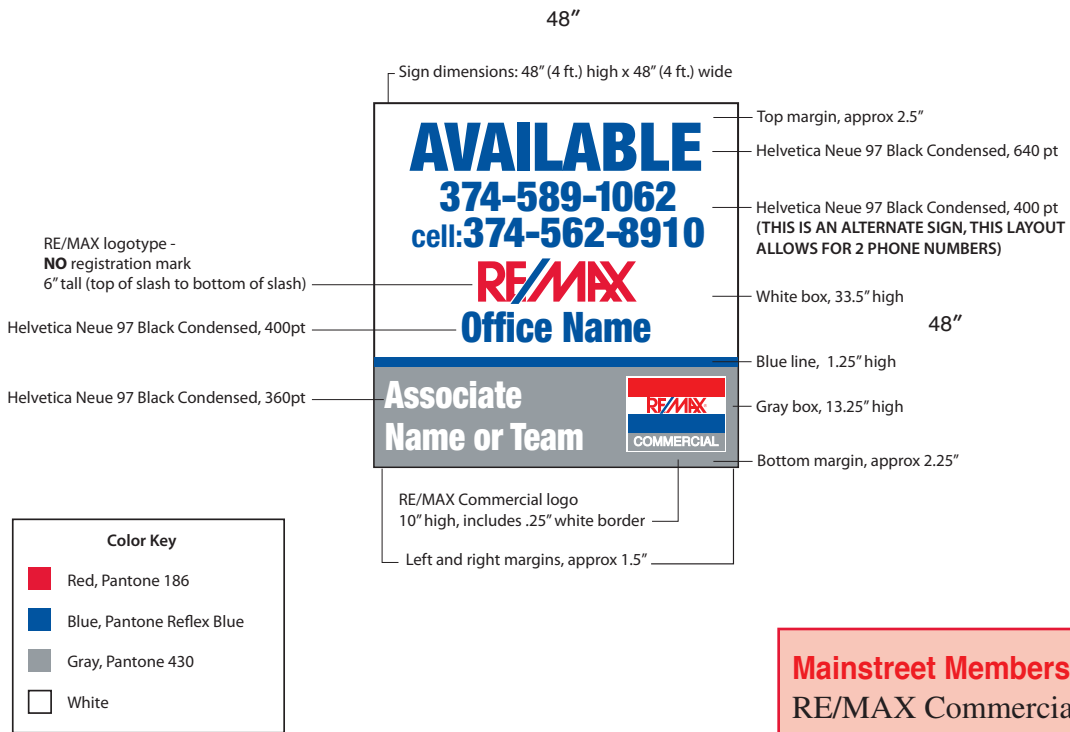 48″
Sign dimensions: 48″ (4 ft.) high x 48″ (4 ft.) wide
AVAILABLE
374-589-1062
cell:374-562-8910
RE/MAX
Office Name
Associate
Name or Team
RE/MAX
COMMERCIAL
Top margin, approx 2.5″
Helvetica Neue 97 Black Condensed, 640 pt
Helvetica Neue 97 Black Condensed, 400 pt
(THIS IS AN ALTERNATE SIGN, THIS LAYOUT
ALLOWS FOR 2 PHONE NUMBERS)
White box, 33.5″ high
48″
Blue line, 1.25″ high
Gray box, 13.25″ high
Bottom margin, approx 2.25″
RE/MAX logotype -
NO registration mark
6″ tall (top of slash to bottom of slash)
Helvetica Neue 97 Black Condensed, 400pt
Helvetica Neue 97 Black Condensed, 360pt
RE/MAX Commercial logo
10″ high, includes .25″ white border
Left and right margins, approx 1.5″
Color Key
Red, Pantone 186
Blue, Pantone Reflex Blue
Gray, Pantone 430
White
Mainstreet Members
RE/MAX Commercia